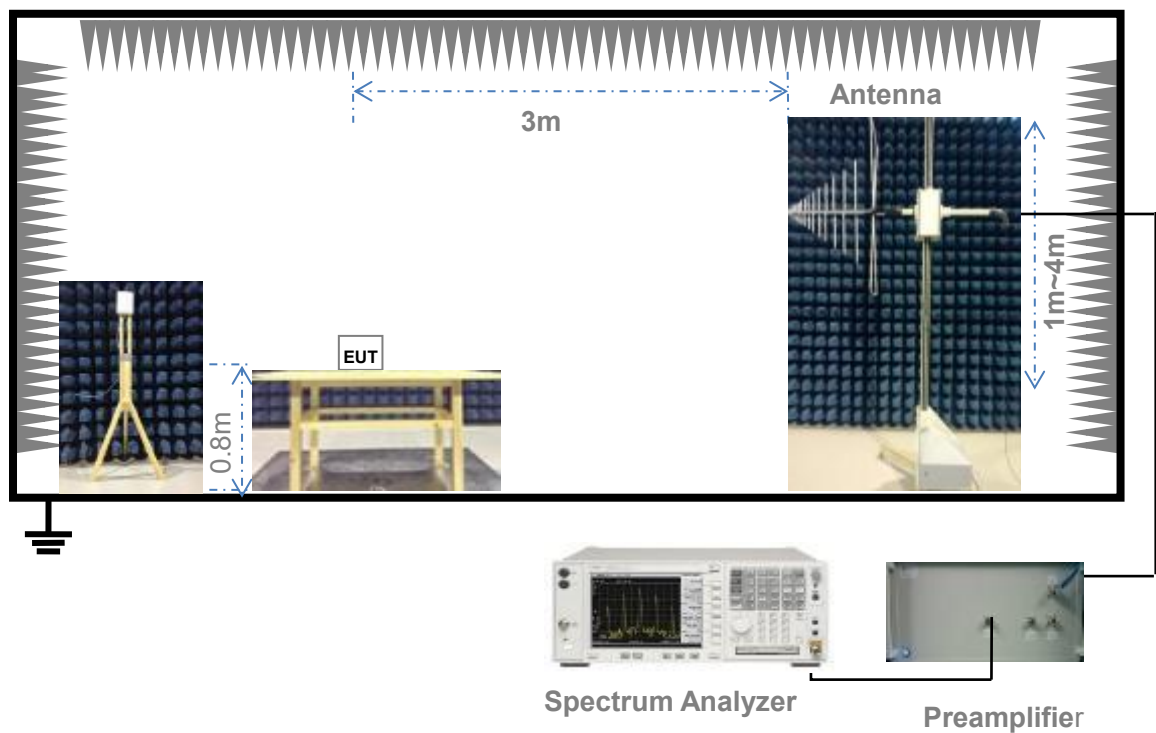 Antenna
3m
1m~4m
EUT
0.8m
Spectrum Analyzer
Preamplifier